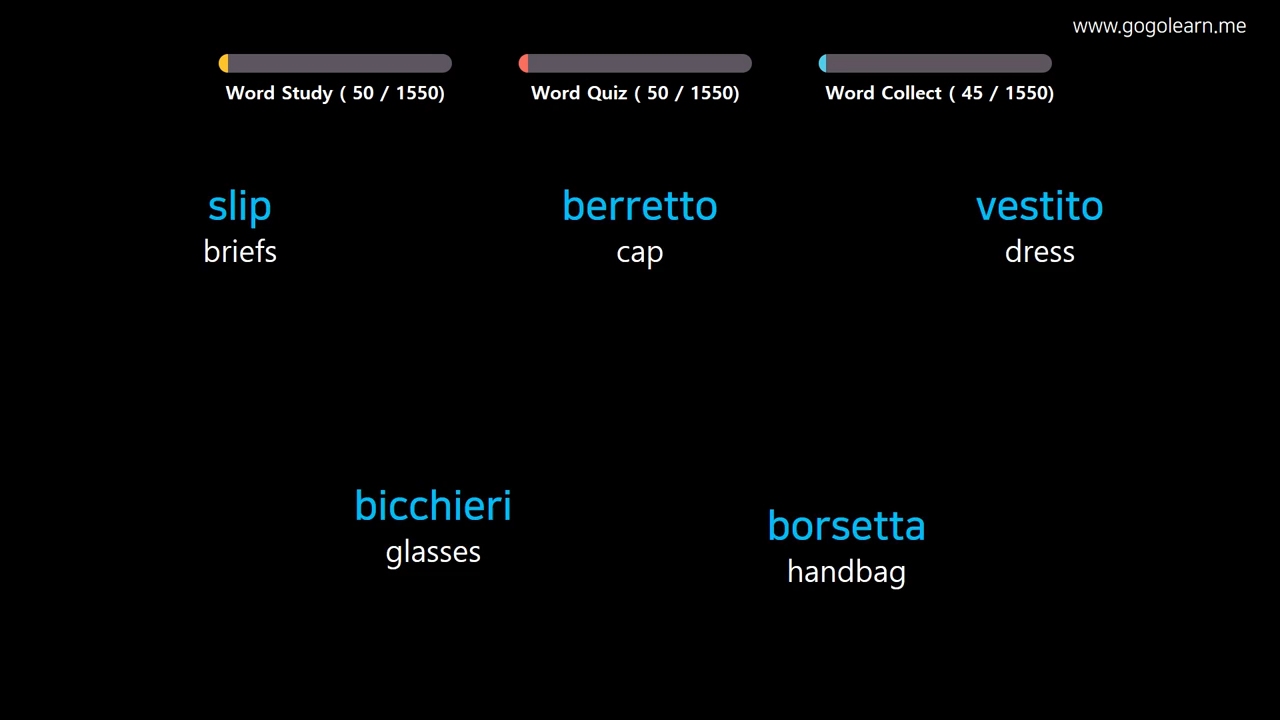 www.gogolearn.me
Word Study ( 50 / 1550)
Word Quiz ( 50 / 1550)
Word Collect ( 45 / 1550)
slip
briefs
berretto
cap
vestito
dress
bicchieri
glasses
borsetta
handbag